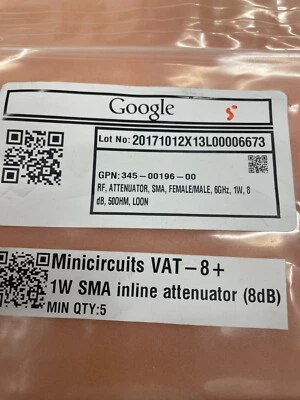 Google
5
Lot No: 20171012X13L00006673
GPN: 345-00196-00
RF, ATTENUATOR, SMA, FEMALE/MALE, 6GHz, 1W, 8
dB, 50OHM, LOON
Minicircuits VAT-8+
1W SMA inline attenuator (8dB)
MIN QTY:5